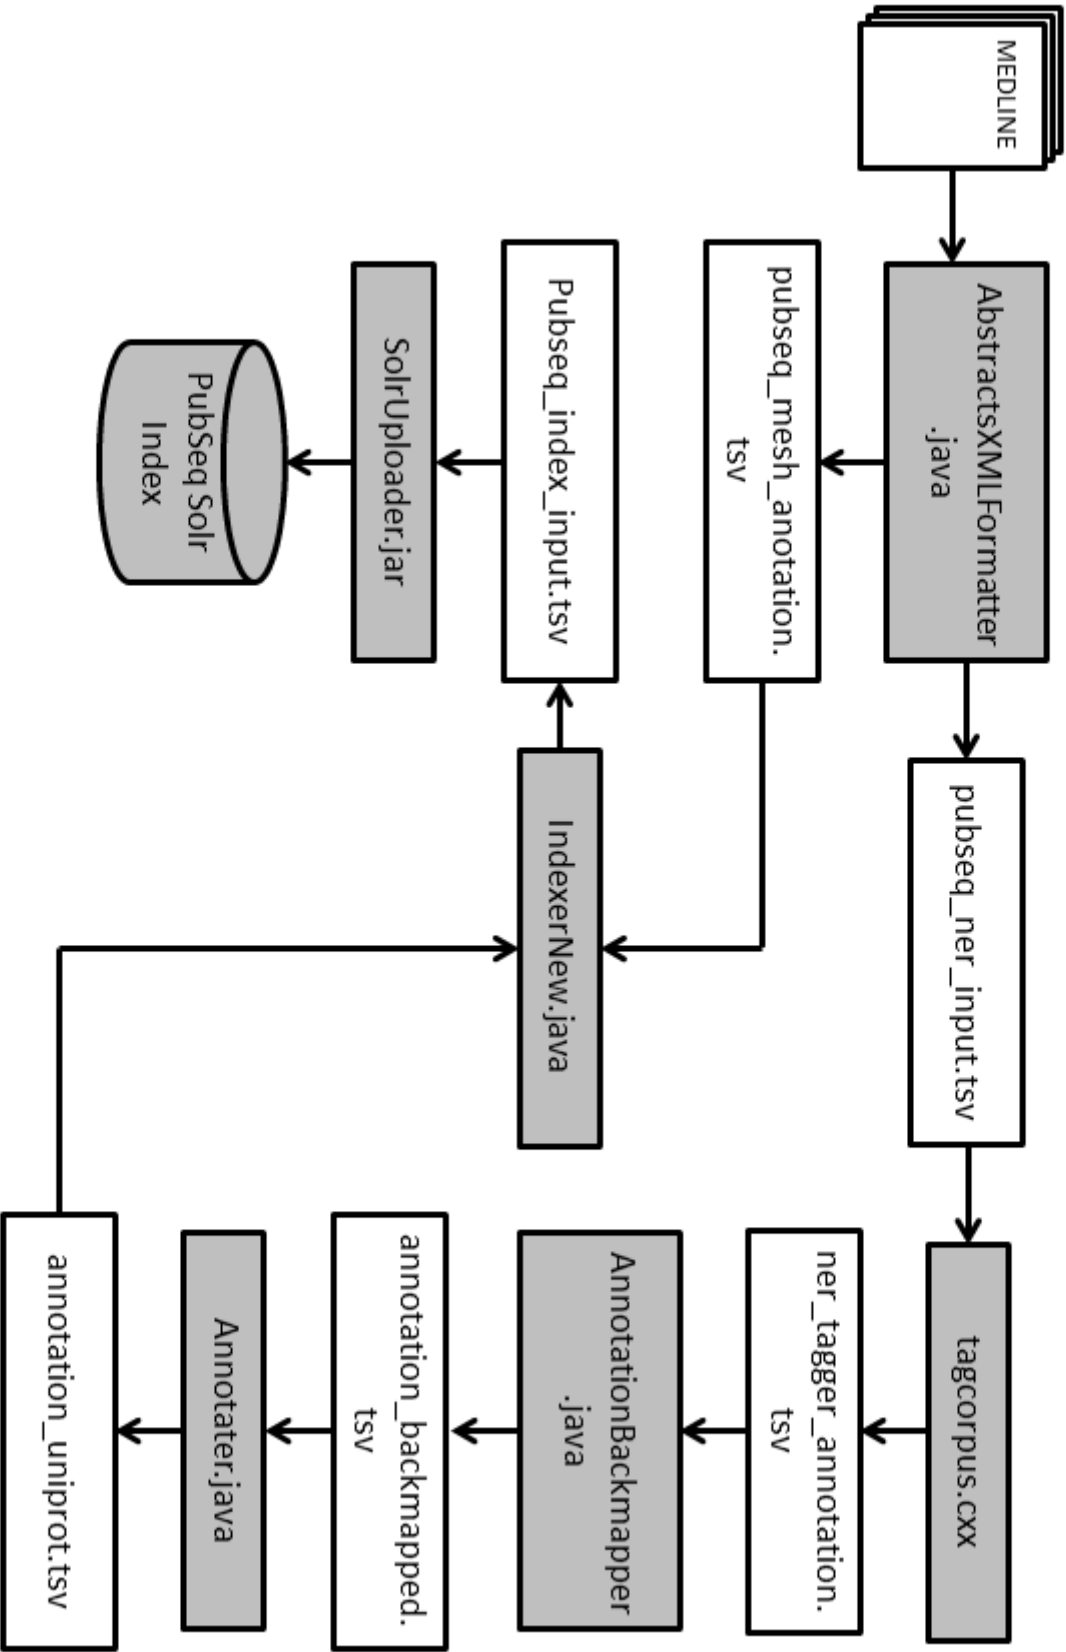 MEDLINE
AbstractsXMLFormatter
.java
pubseq_ner_input.tsv
tagcorpus.cxx
pubseq_mesh_anotation.
tsv
ner_tagger_annotation.
tsv
Pubseq_index_input.tsv
IndexerNew.java
AnnotationBackmapper
.java
SolrUploader.jar
annotation_backmapped.
tsv
PubSeq Solr
Index
Annotater.java
annotation_uniprot.tsv